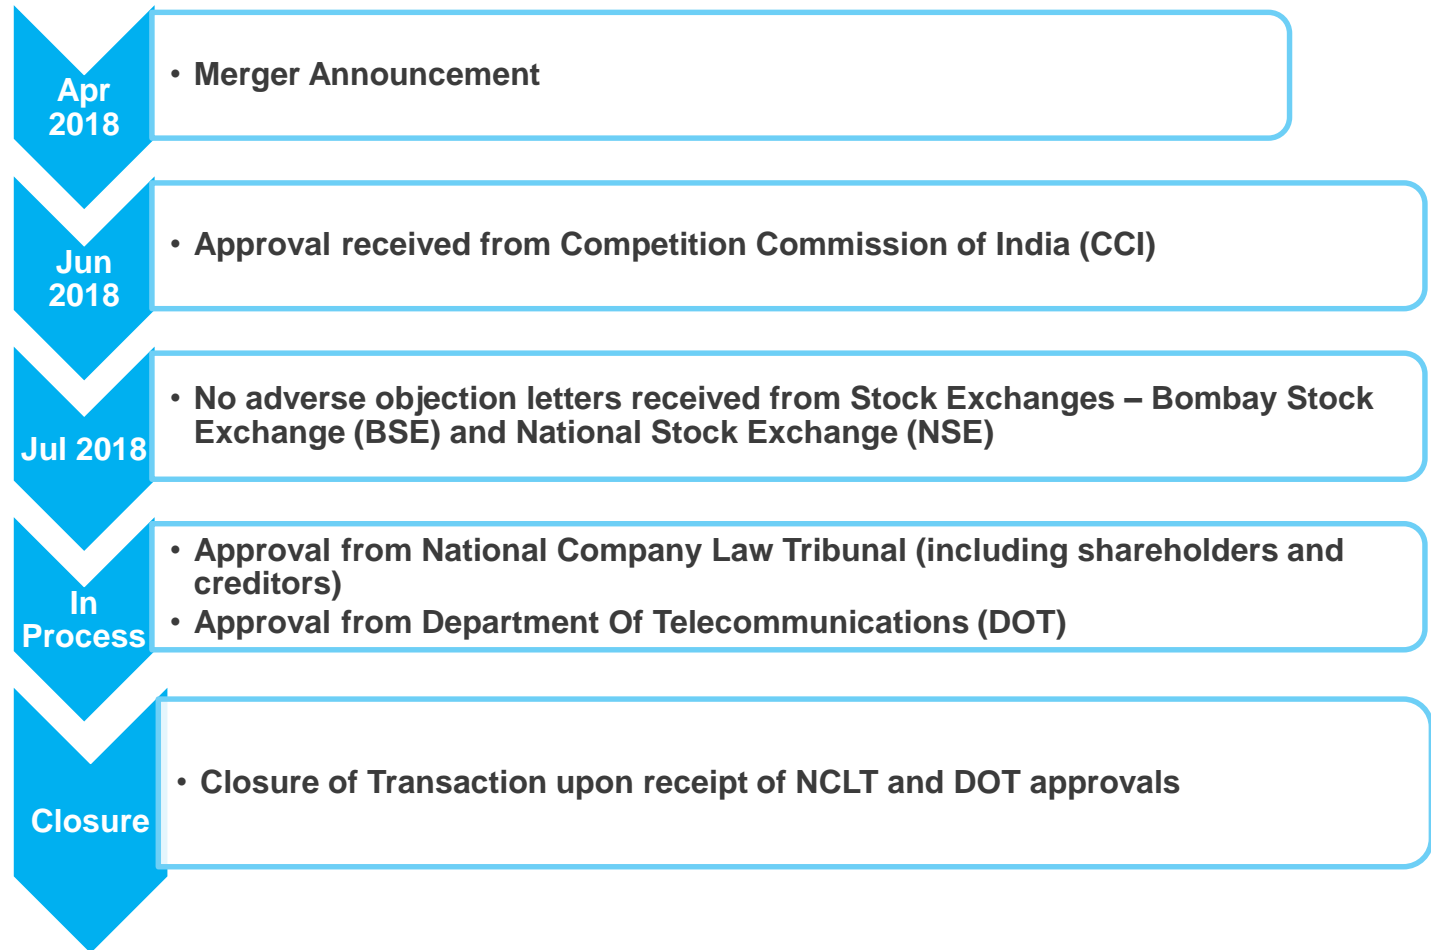 Apr
2018
• Merger Announcement
Jun
2018
• Approval received from Competition Commission of India (CCI)
Jul 2018
• No adverse objection letters received from Stock Exchanges – Bombay Stock
Exchange (BSE) and National Stock Exchange (NSE)
In
Process
• Approval from National Company Law Tribunal (including shareholders and
creditors)
• Approval from Department Of Telecommunications (DOT)
Closure
• Closure of Transaction upon receipt of NCLT and DOT approvals